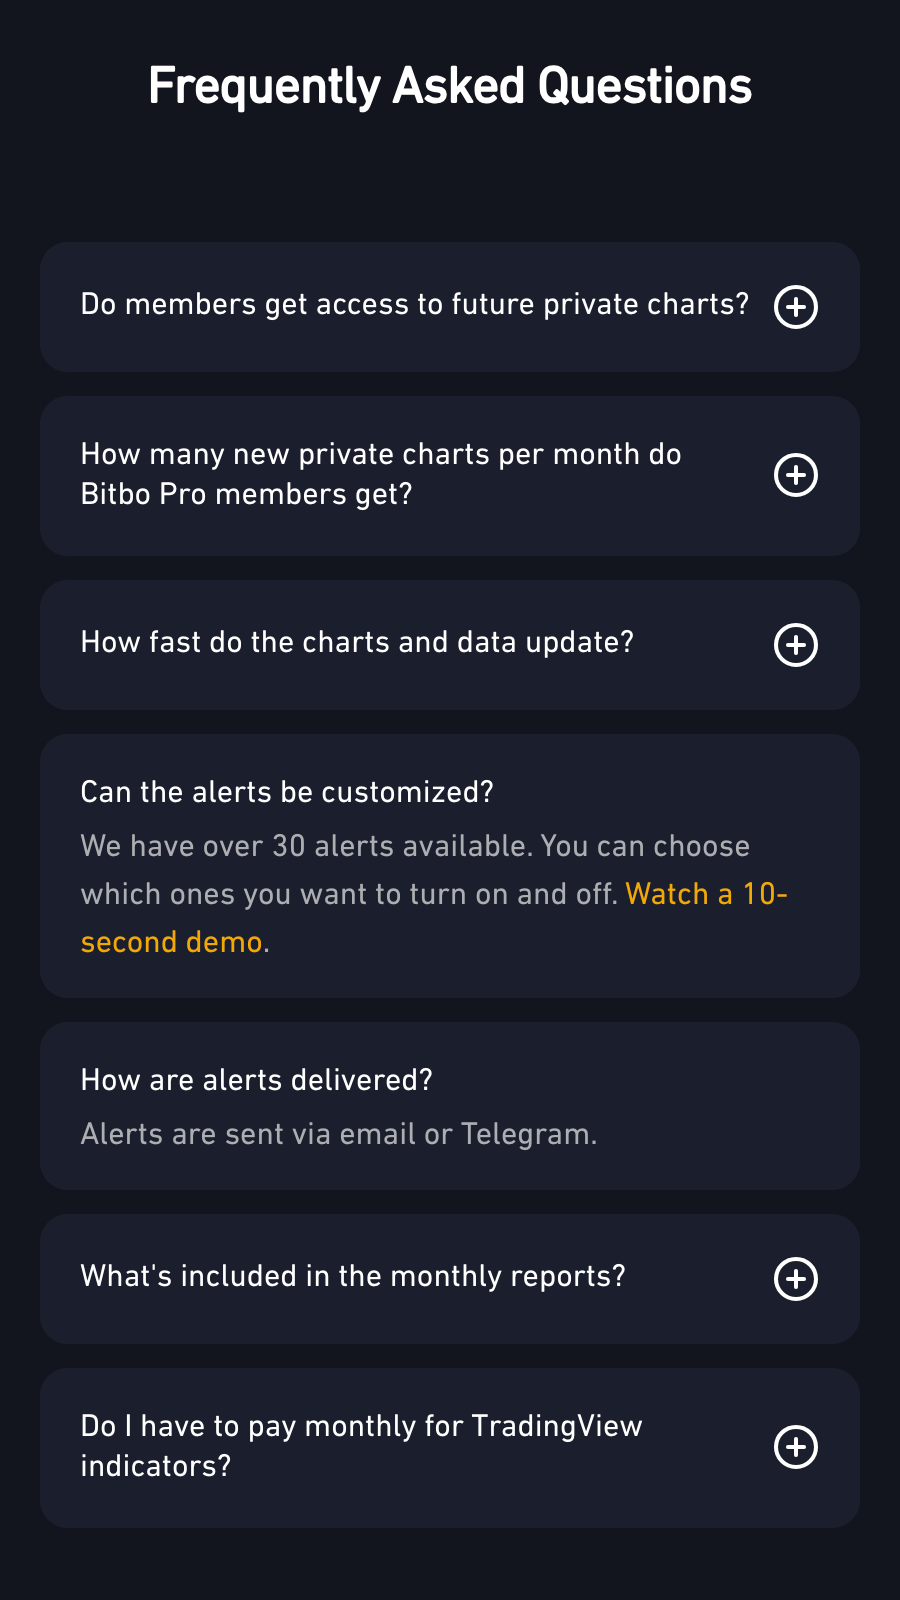 Frequently Asked Questions
Do members get access to future private charts?
How many new private charts per month do
Bitbo Pro members get?
How fast do the charts and data update?
Can the alerts be customized?
We have over 30 alerts available. You can choose
which ones you want to turn on and off. Watch a 10-
second demo.
How are alerts delivered?
Alerts are sent via email or Telegram.
What's included in the monthly reports?
Do I have to pay monthly for TradingView
indicators?